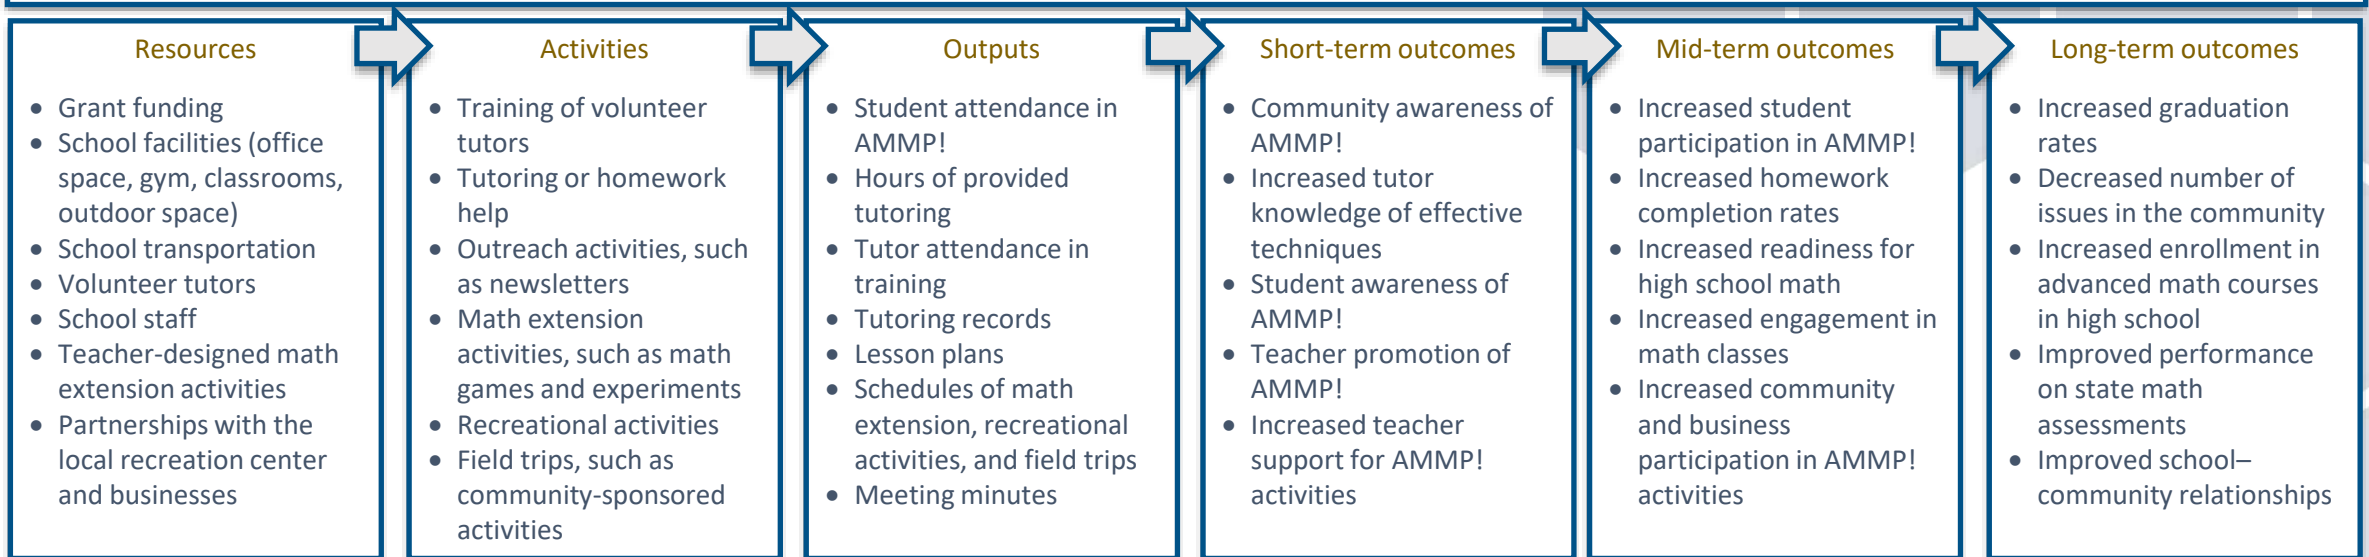 Resources
• Grant funding
• School facilities (office
space, gym, classrooms,
outdoor space)
• School transportation
• Volunteer tutors
• School staff
• Teacher-designed math
extension activities
• Partnerships with the
local recreation center
and businesses
Activities
• Training of volunteer
tutors
• Tutoring or homework
help
• Outreach activities, such
as newsletters
• Math extension
activities, such as math
games and experiments
• Recreational activities
• Field trips, such as
community-sponsored
activities
Outputs
• Student attendance in
AMMP!
• Hours of provided
tutoring
• Tutor attendance in
training
• Tutoring records
• Lesson plans
• Schedules of math
extension, recreational
activities, and field trips
• Meeting minutes
Short-term outcomes
• Community awareness of
AMMP!
• Increased tutor
knowledge of effective
techniques
• Student awareness of
AMMP!
• Teacher promotion of
AMMP!
• Increased teacher
support for AMMP!
activities
Mid-term outcomes
• Increased student
participation in AMMP!
• Increased homework
completion rates
• Increased readiness for
high school math
• Increased engagement in
math classes
• Increased community
and business
participation in AMMP!
activities
Long-term outcomes
• Increased graduation
rates
• Decreased number of
issues in the community
• Increased enrollment in
advanced math courses
in high school
• Improved performance
on state math
assessments
• Improved school–
community relationships